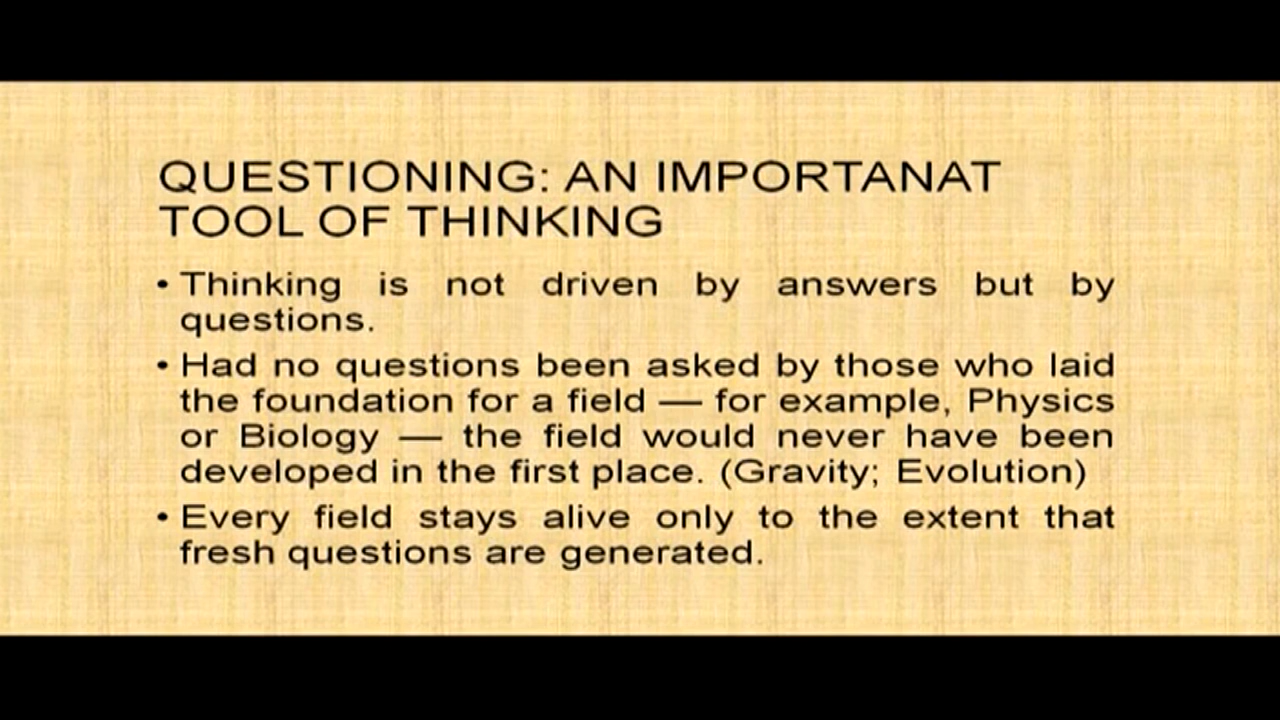 QUESTIONING: AN IMPORTANAT
TOOL OF THINKING
• Thinking is not driven by answers but by
questions.
• Had no questions been asked by those who laid
the foundation for a field — for example, Physics
or Biology — the field would never have been
developed in the first place. (Gravity; Evolution)
• Every field stays alive only to the extent that
fresh questions are generated.